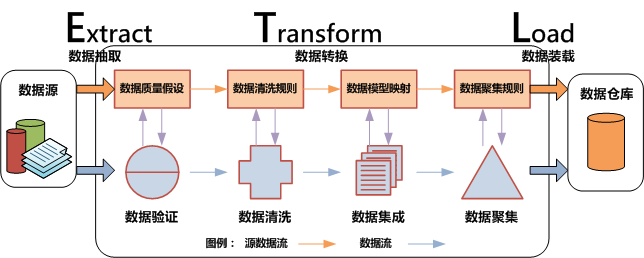 Extract Transform Load
数据抽取 数据转换 数据装载
数据源 数据质量假设 数据清洗规则 数据模型映射 数据聚集规则 数据仓库
数据验证 数据清洗 数据集成 数据聚集
图例： 源数据流 数据流